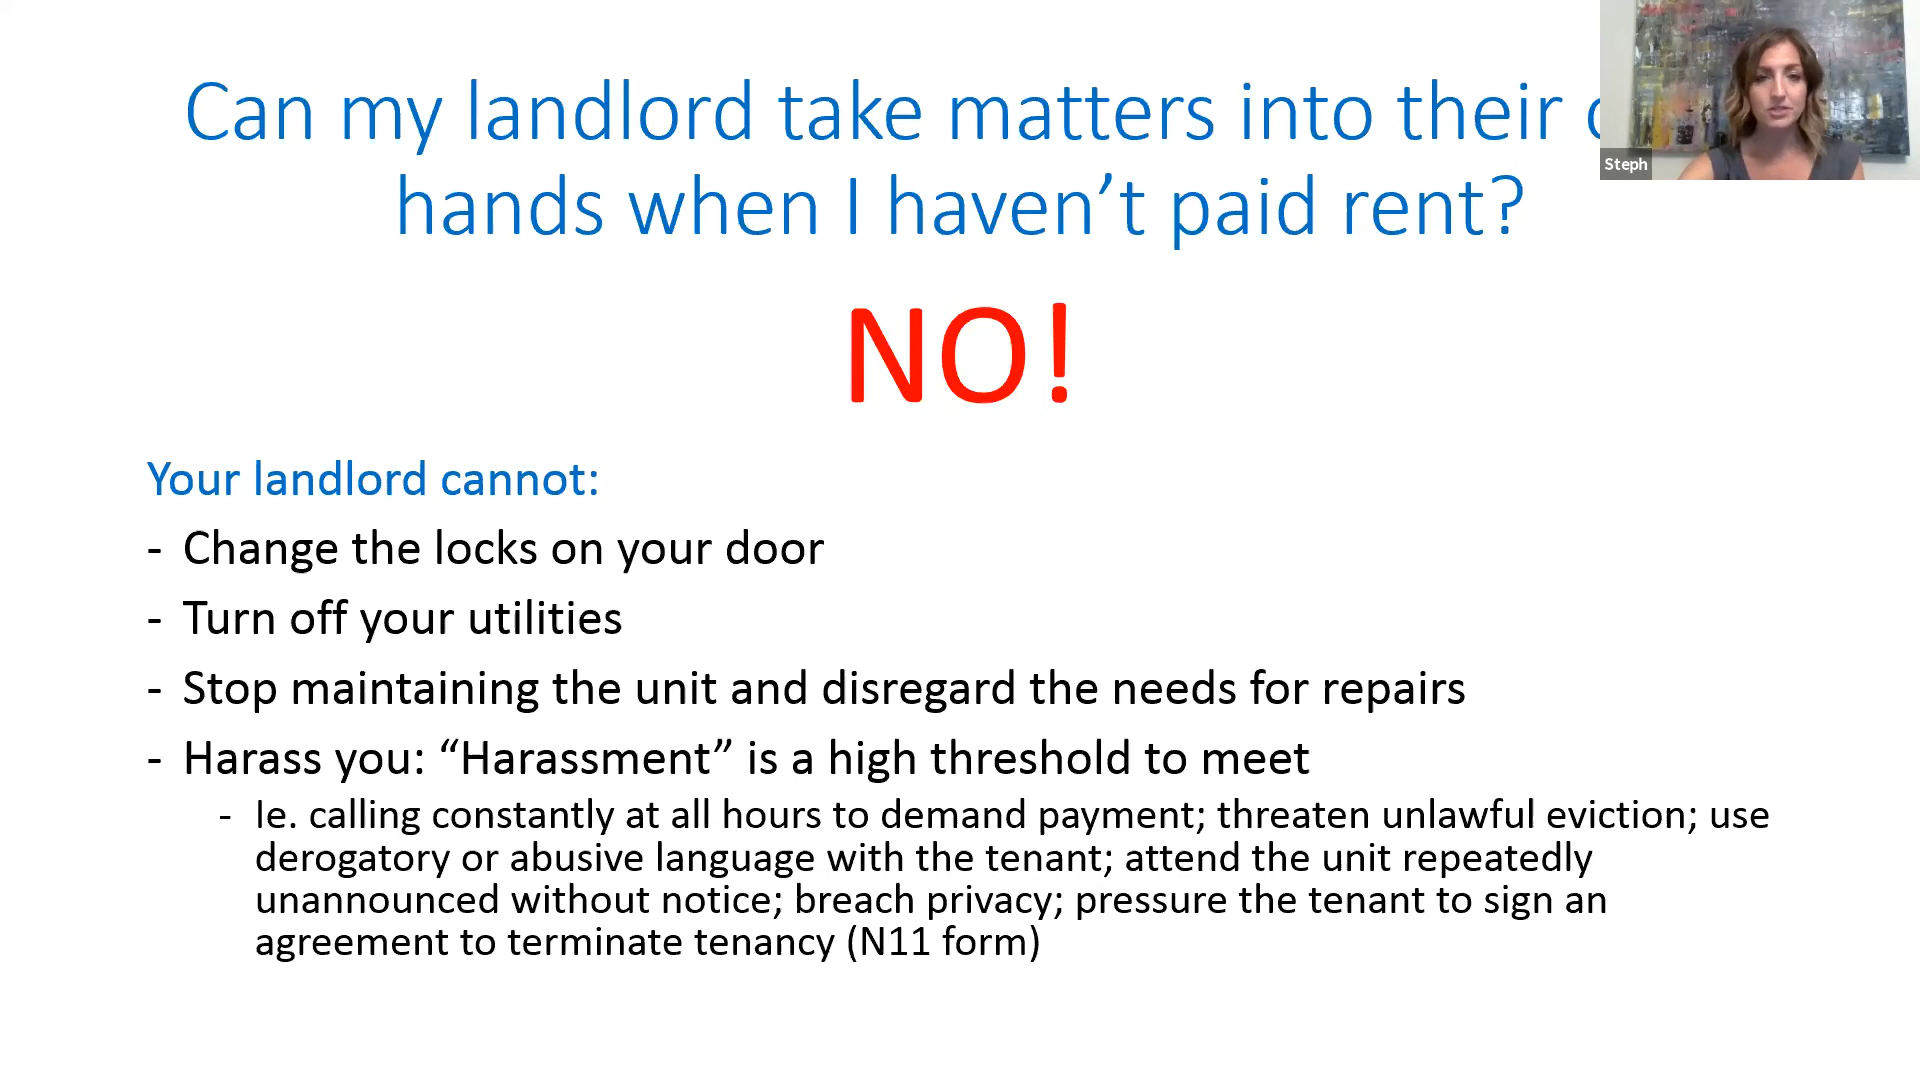 Can my landlord take matters into their
hands when I haven’t paid rent?
Steph
NO!
Your landlord cannot:
- Change the locks on your door
- Turn off your utilities
- Stop maintaining the unit and disregard the needs for repairs
- Harass you: “Harassment” is a high threshold to meet
- Ie. calling constantly at all hours to demand payment; threaten unlawful eviction; use
derogatory or abusive language with the tenant; attend the unit repeatedly
unannounced without notice; breach privacy; pressure the tenant to sign an
agreement to terminate tenancy (N11 form)